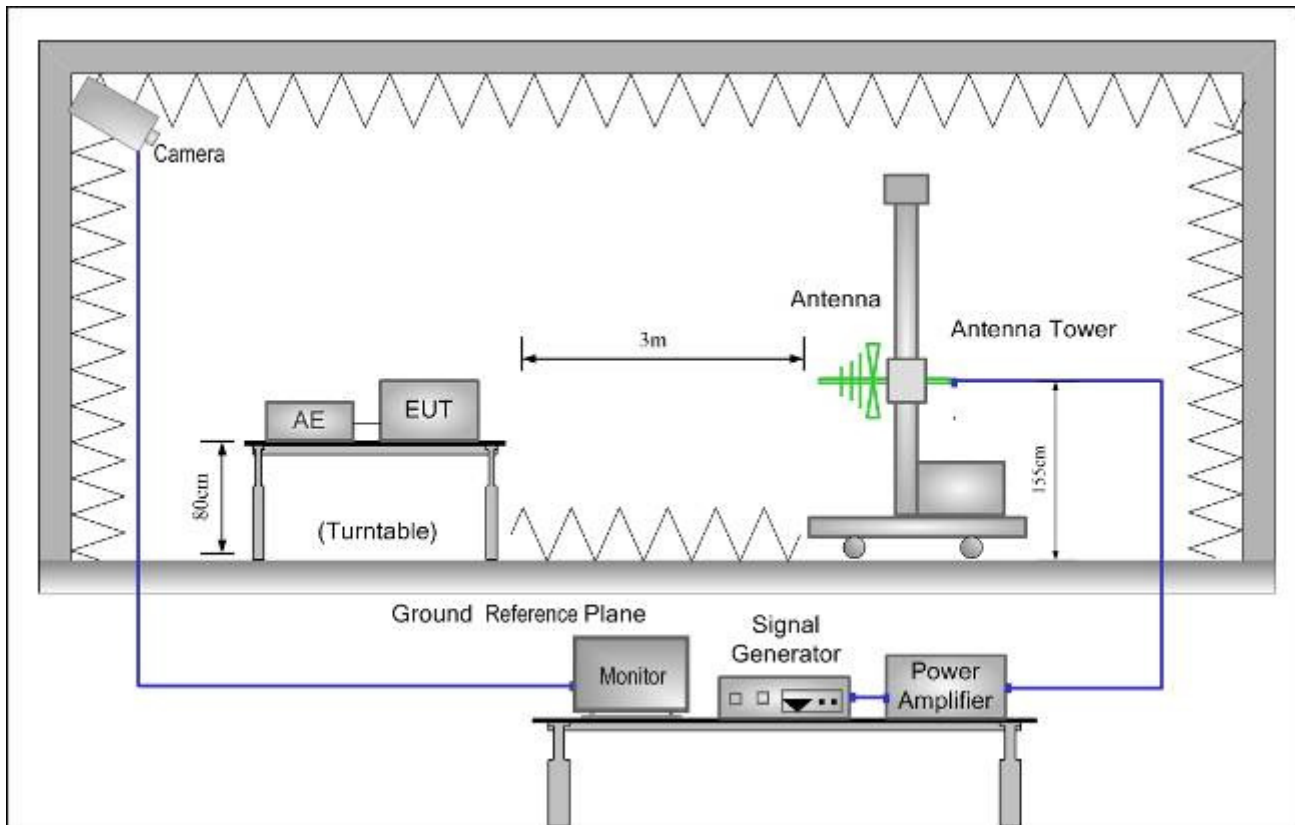 Camera
Antenna
Antenna Tower
3m
AE
EUT
80cm
155cm
(Turntable)
Ground Reference Plane
Signal
Generator
Monitor
Power
Amplifier